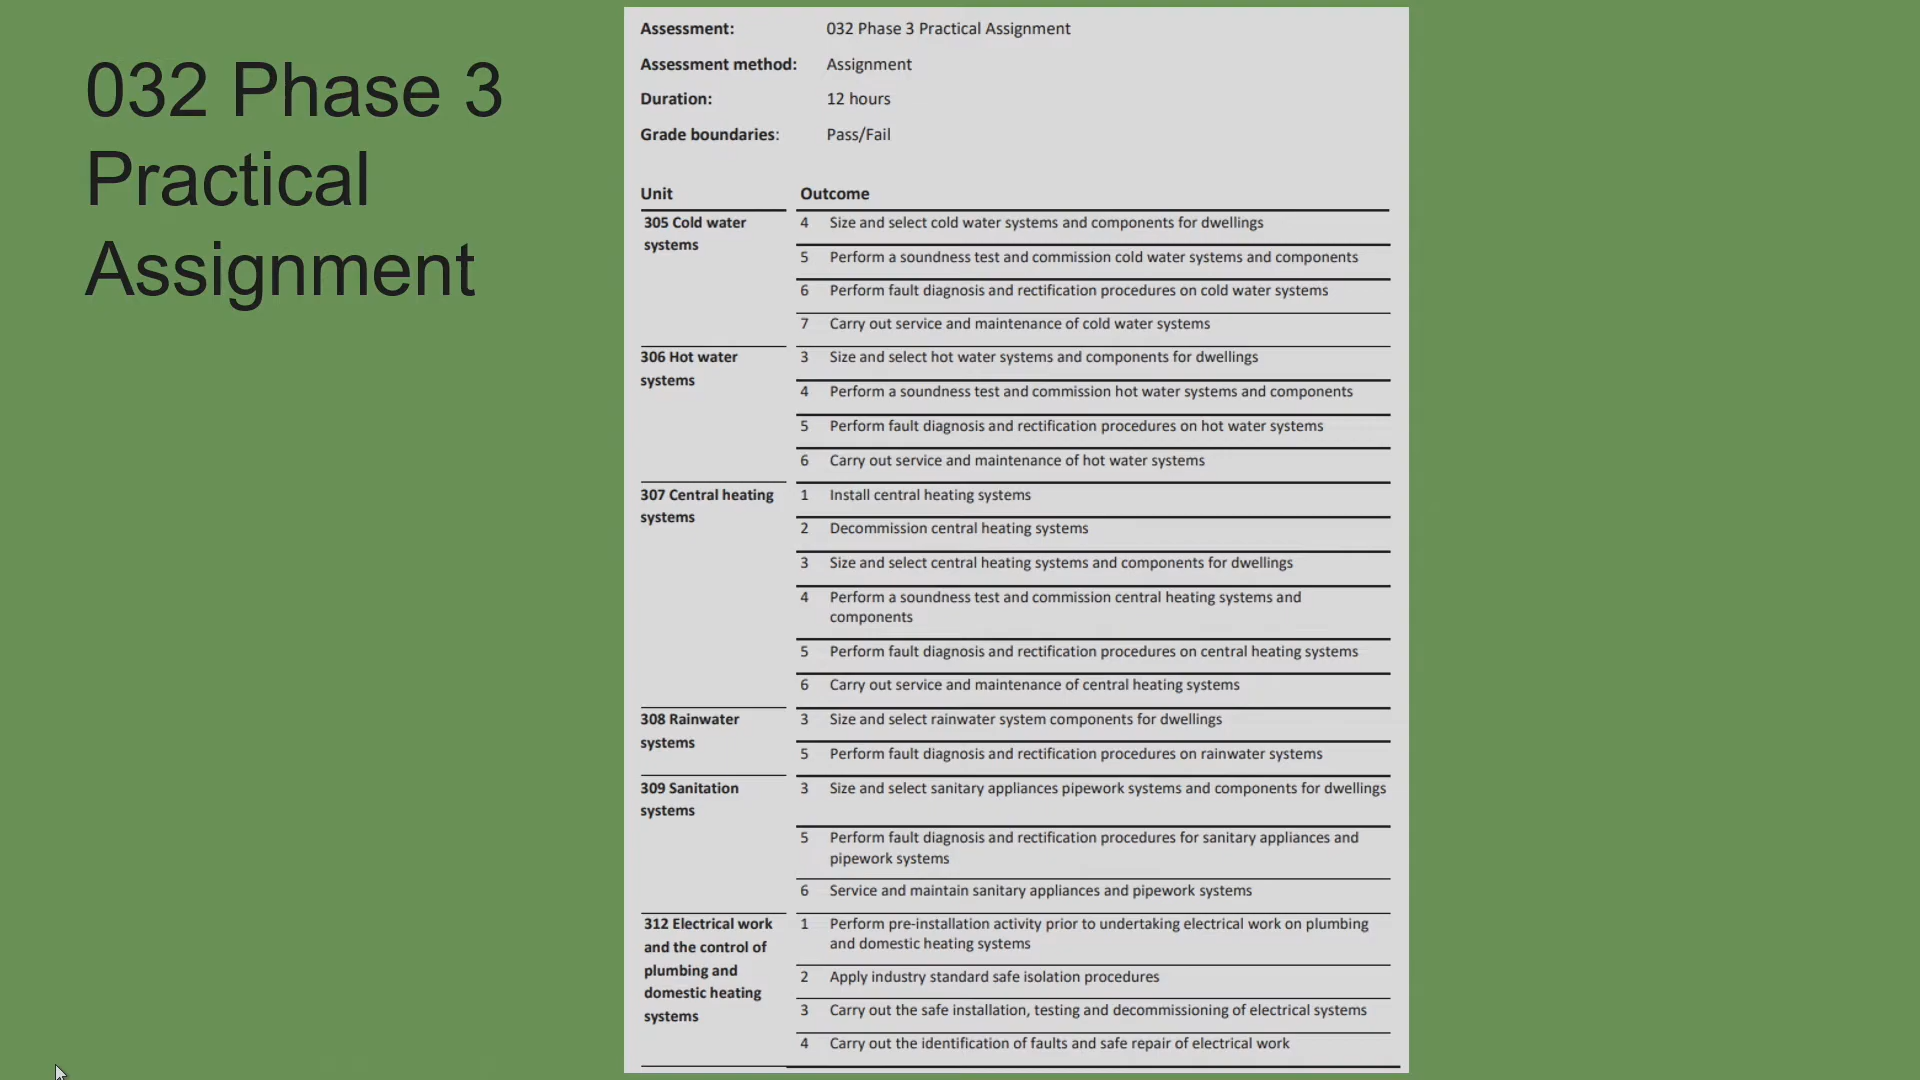 032 Phase 3
Practical
Assignment
Assessment: 032 Phase 3 Practical Assignment
Assessment method: Assignment
Duration: 12 hours
Grade boundaries: Pass/Fail
Unit Outcome
305 Cold water 4 Size and select cold water systems and components for dwellings
systems
5 Perform a soundness test and commission cold water systems and components
6 Perform fault diagnosis and rectification procedures on cold water systems
7 Carry out service and maintenance of cold water systems
306 Hot water 3 Size and select hot water systems and components for dwellings
systems
4 Perform a soundness test and commission hot water systems and components
5 Perform fault diagnosis and rectification procedures on hot water systems
6 Carry out service and maintenance of hot water systems
307 Central heating 1 Install central heating systems
systems
2 Decommission central heating systems
3 Size and select central heating systems and components for dwellings
4 Perform a soundness test and commission central heating systems and
components
5 Perform fault diagnosis and rectification procedures on central heating systems
6 Carry out service and maintenance of central heating systems
308 Rainwater 3 Size and select rainwater system components for dwellings
systems
5 Perform fault diagnosis and rectification procedures on rainwater systems
309 Sanitation 3 Size and select sanitary appliances pipework systems and components for dwellings
systems
5 Perform fault diagnosis and rectification procedures for sanitary appliances and
pipework systems
6 Service and maintain sanitary appliances and pipework systems
312 Electrical work 1 Perform pre-installation activity prior to undertaking electrical work on plumbing
and the control of and domestic heating systems
plumbing and 2 Apply industry standard safe isolation procedures
domestic heating
systems 3 Carry out the safe installation, testing and decommissioning of electrical systems
4 Carry out the identification of faults and safe repair of electrical work